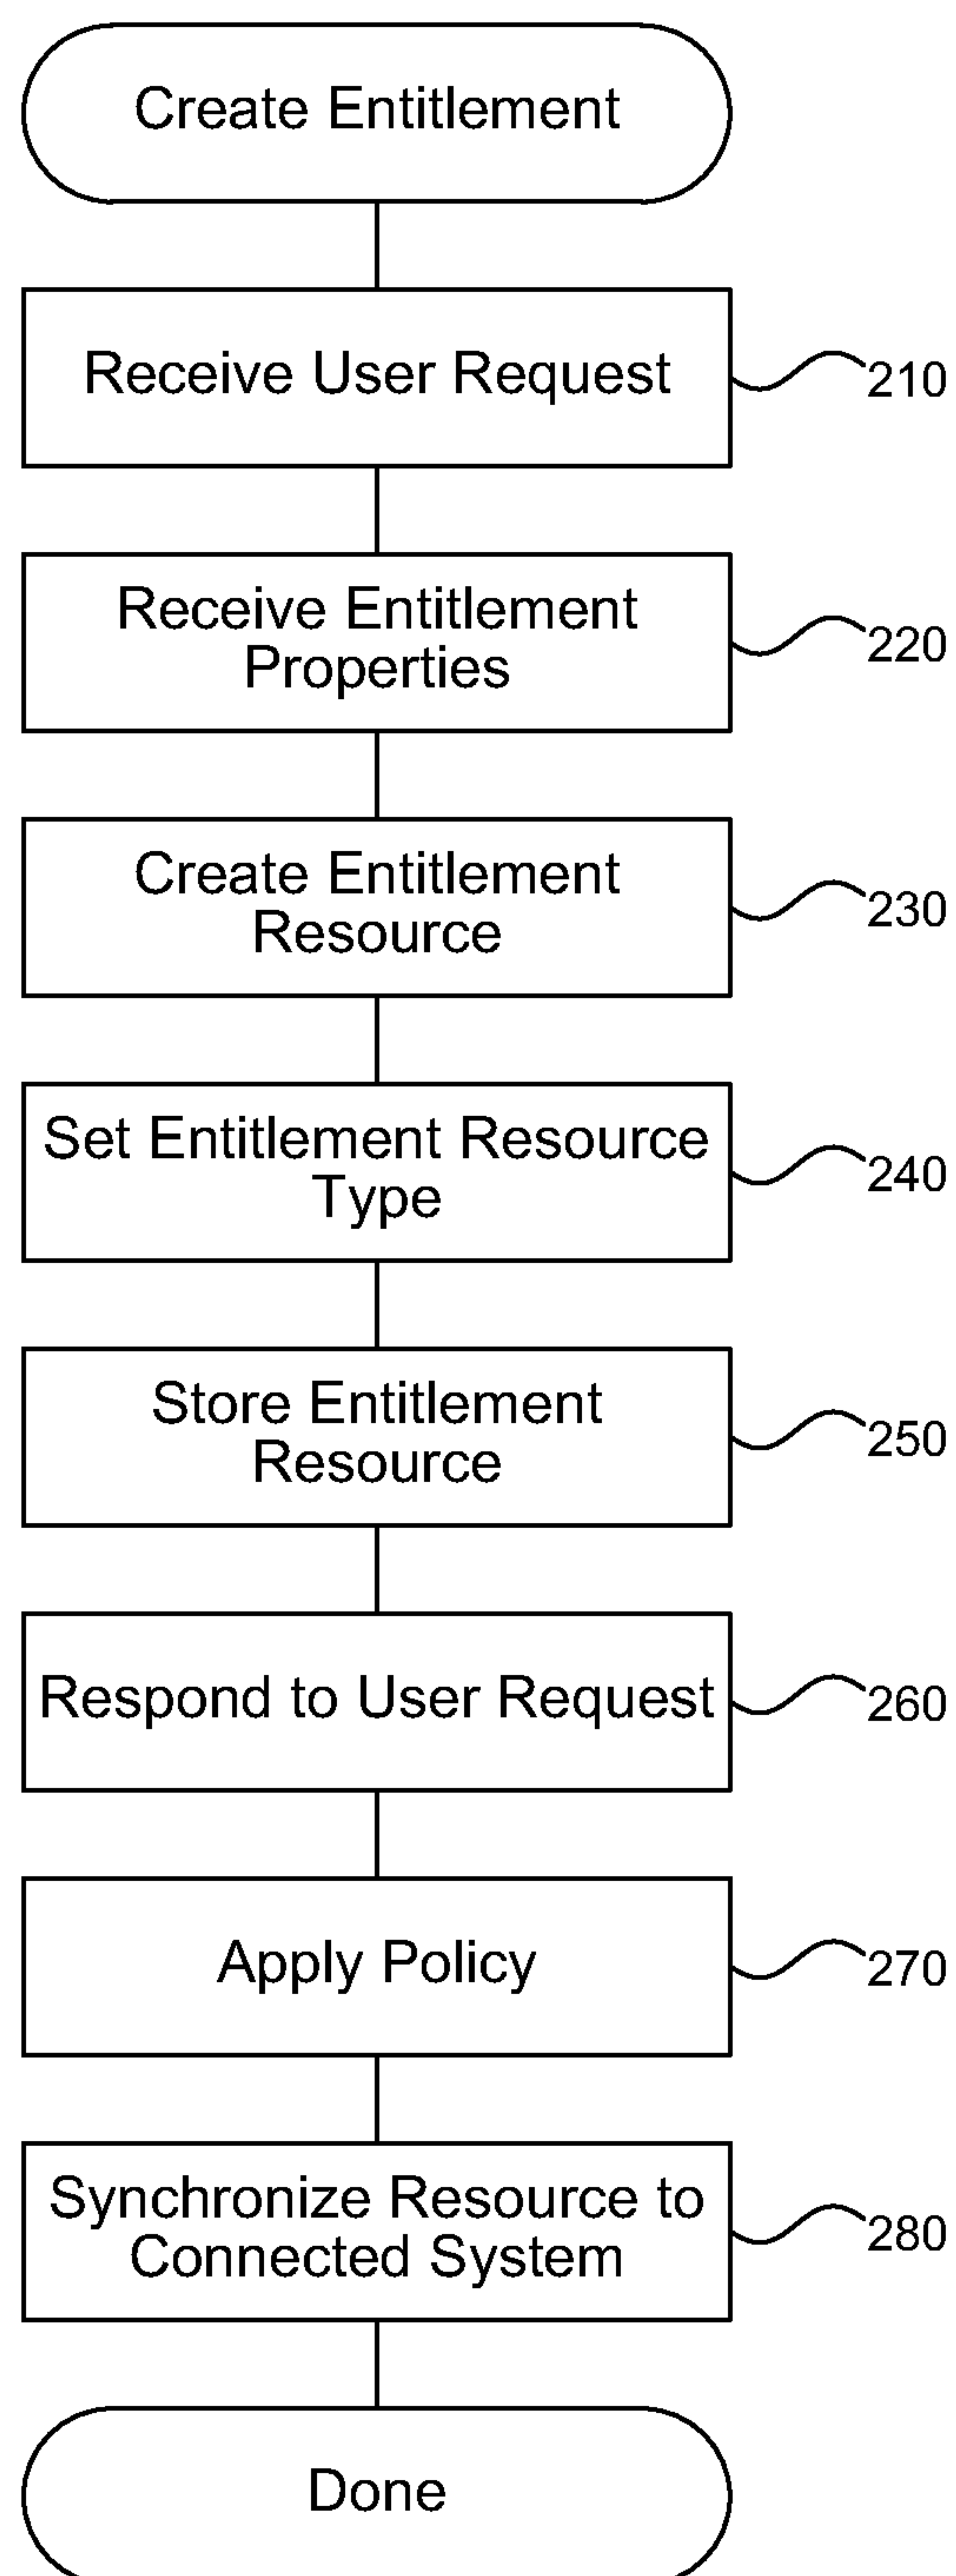 Create Entitlement
Receive User Request
210
Receive Entitlement
Properties
220
Create Entitlement
Resource
230
Set Entitlement Resource
Type
240
Store Entitlement
Resource
250
Respond to User Request
260
Apply Policy
270
Synchronize Resource to
Connected System
280
Done